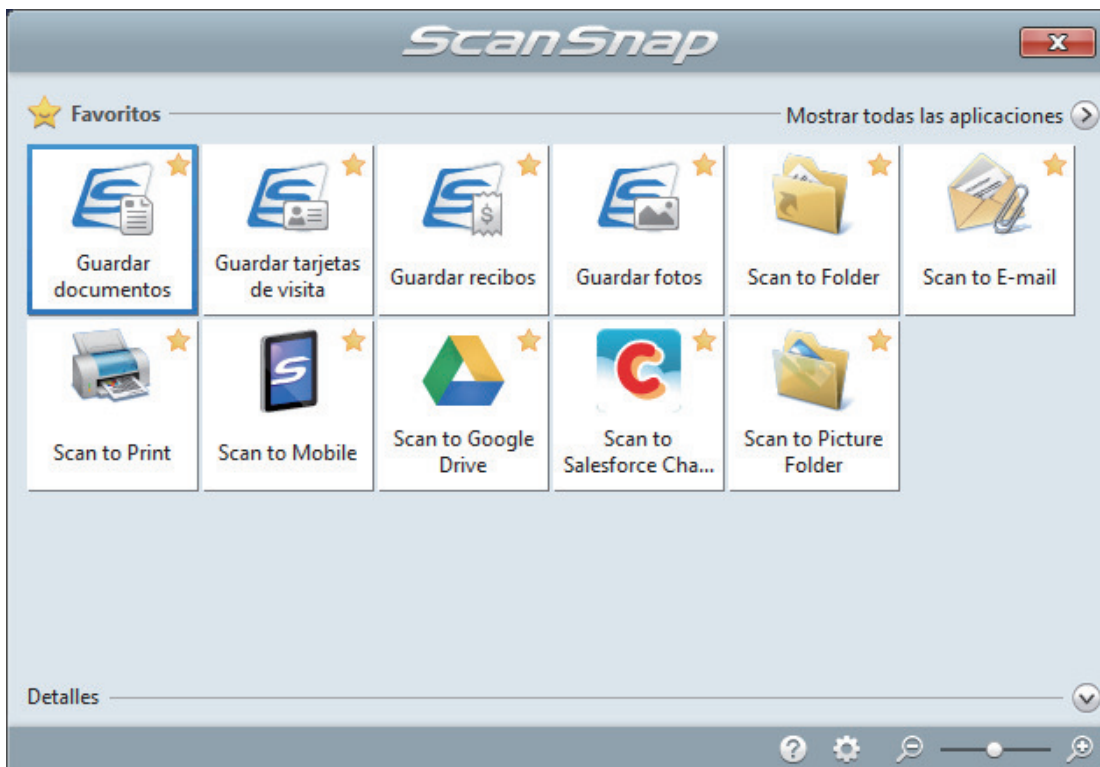 ScanSnap
Favoritos
Mostrar todas las aplicaciones
Guardar
documentos
Guardar tarjetas
de visita
Guardar recibos
Guardar fotos
Scan to Folder
Scan to E-mail
Scan to Print
Scan to Mobile
Scan to Google
Drive
Scan to
Salesforce Cha...
Scan to Picture
Folder
Detalles